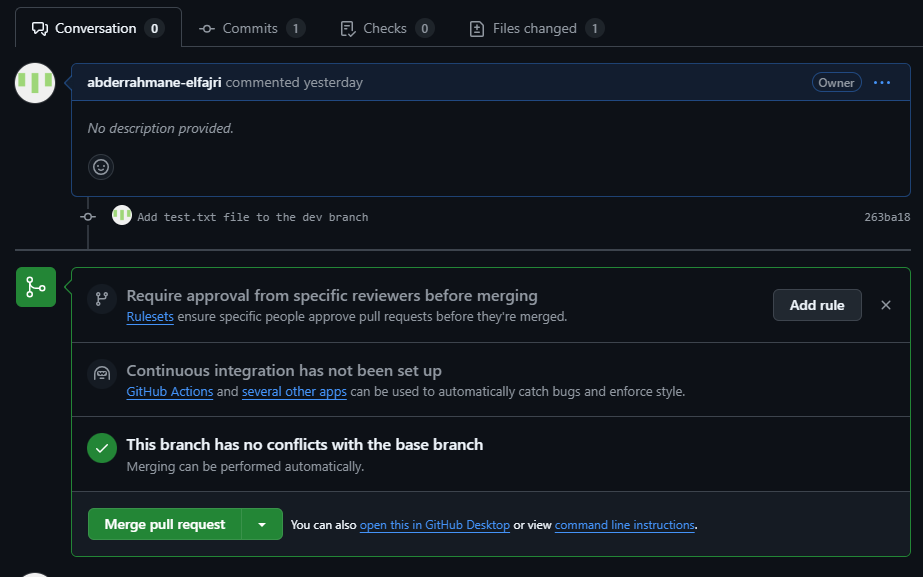 Conversation 0 Commits 1 Checks 0 Files changed 1
abderrahmane-elfajri commented yesterday Owner
No description provided.
Add test.txt file to the dev branch 263ba18
Require approval from specific reviewers before merging
Rulesets ensure specific people approve pull requests before they're merged.
Add rule
Continuous integration has not been set up
GitHub Actions and several other apps can be used to automatically catch bugs and enforce style.
This branch has no conflicts with the base branch
Merging can be performed automatically.
Merge pull request You can also open this in GitHub Desktop or view command line instructions.